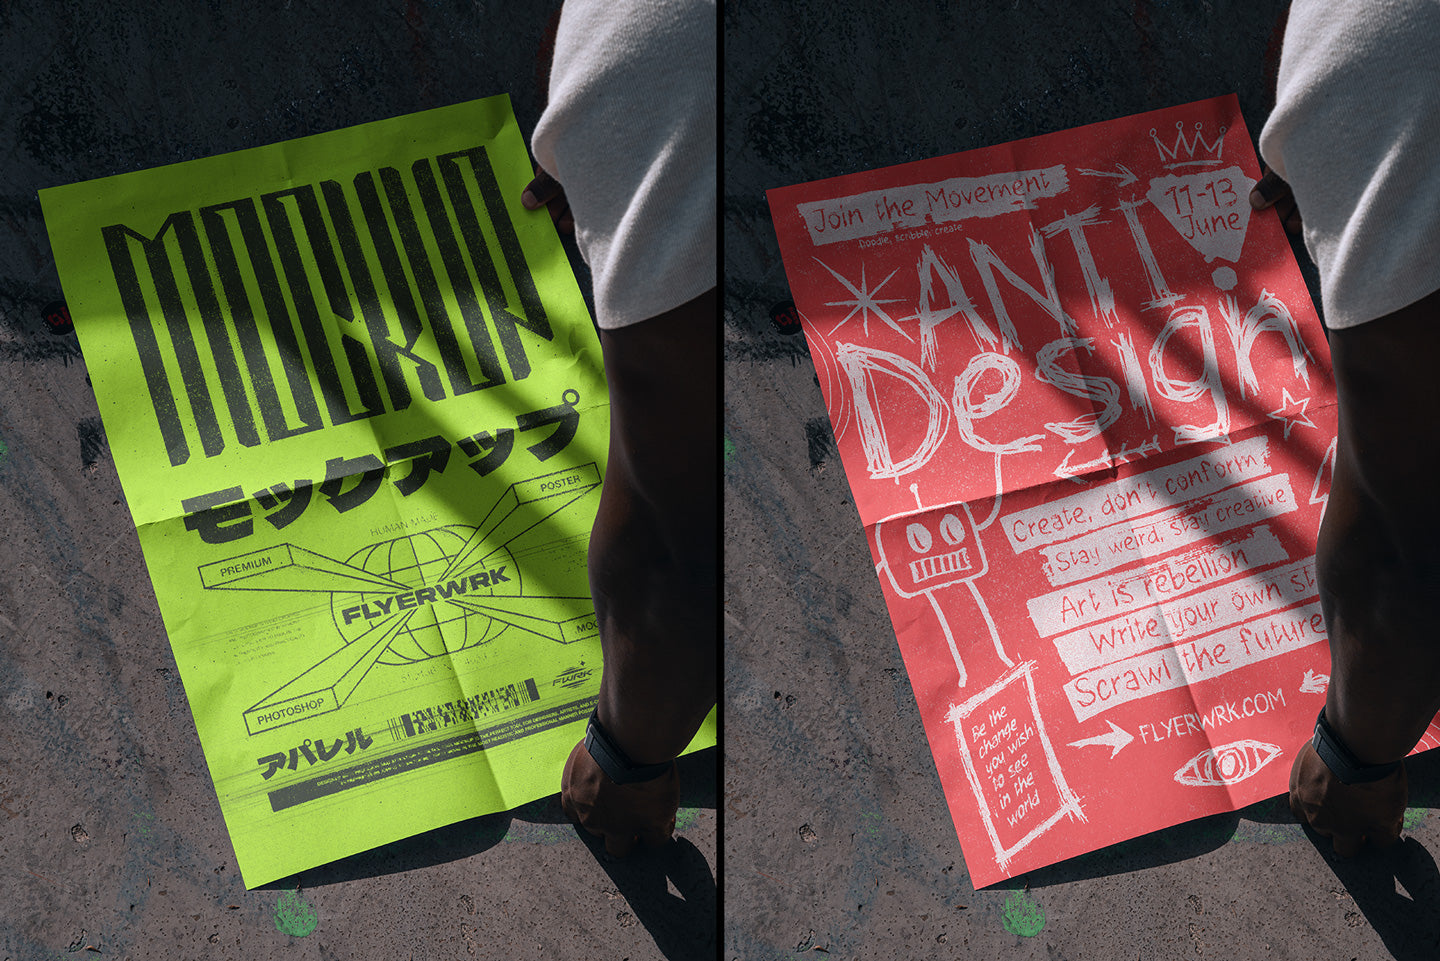 MOCKUP
モックアップ
POSTER
HUMAN MADE
PREMIUM
FLYERWRK
PHOTOSHOP
FWRK
アパレル
Join the Movement
Doodle, scribble, create
11-13
June
ANTI
Design
Create, don't conform
Stay weird, stay creative
Art is rebellion
Write your own
Scrawl the future
FLYERWRK.COM
Be the
change
you wish
to see
in the
world